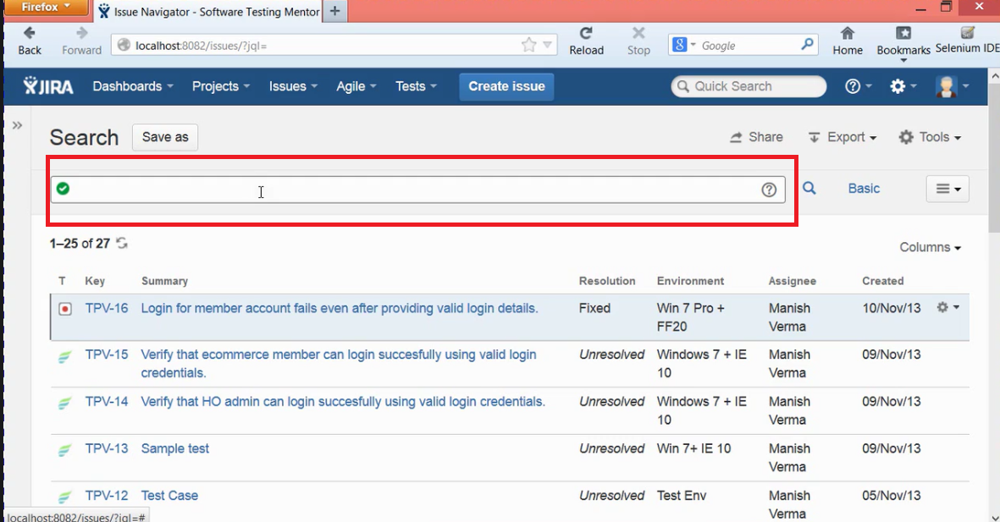 Firefox
Issue Navigator - Software Testing Mentor
+
Back
Forward
localhost:8082/issues/?jql=
Reload
Stop
8
Google
Home
Bookmarks
Selenium IDE
JIRA
Dashboards
Projects
Issues
Agile
Tests
Create issue
Quick Search
?
»
Search
Save as
Share
Export
Tools
?
Basic
1–25 of 27
Columns
T Key Summary Resolution Environment Assignee Created
TPV-16 Login for member account fails even after providing valid login details. Fixed Win 7 Pro + Manish 10/Nov/13
FF20 Verma
TPV-15 Verify that ecommerce member can login succesfully using valid login Unresolved Windows 7 + IE Manish 09/Nov/13
credentials. 10 Verma
TPV-14 Verify that HO admin can login succesfully using valid login credentials. Unresolved Windows 7 + IE Manish 09/Nov/13
10 Verma
TPV-13 Sample test Unresolved Win 7+ IE 10 Manish 09/Nov/13
Verma
TPV-12 Test Case Unresolved Test Env Manish 05/Nov/13
Verma
localhost:8082/issues/?jql=#